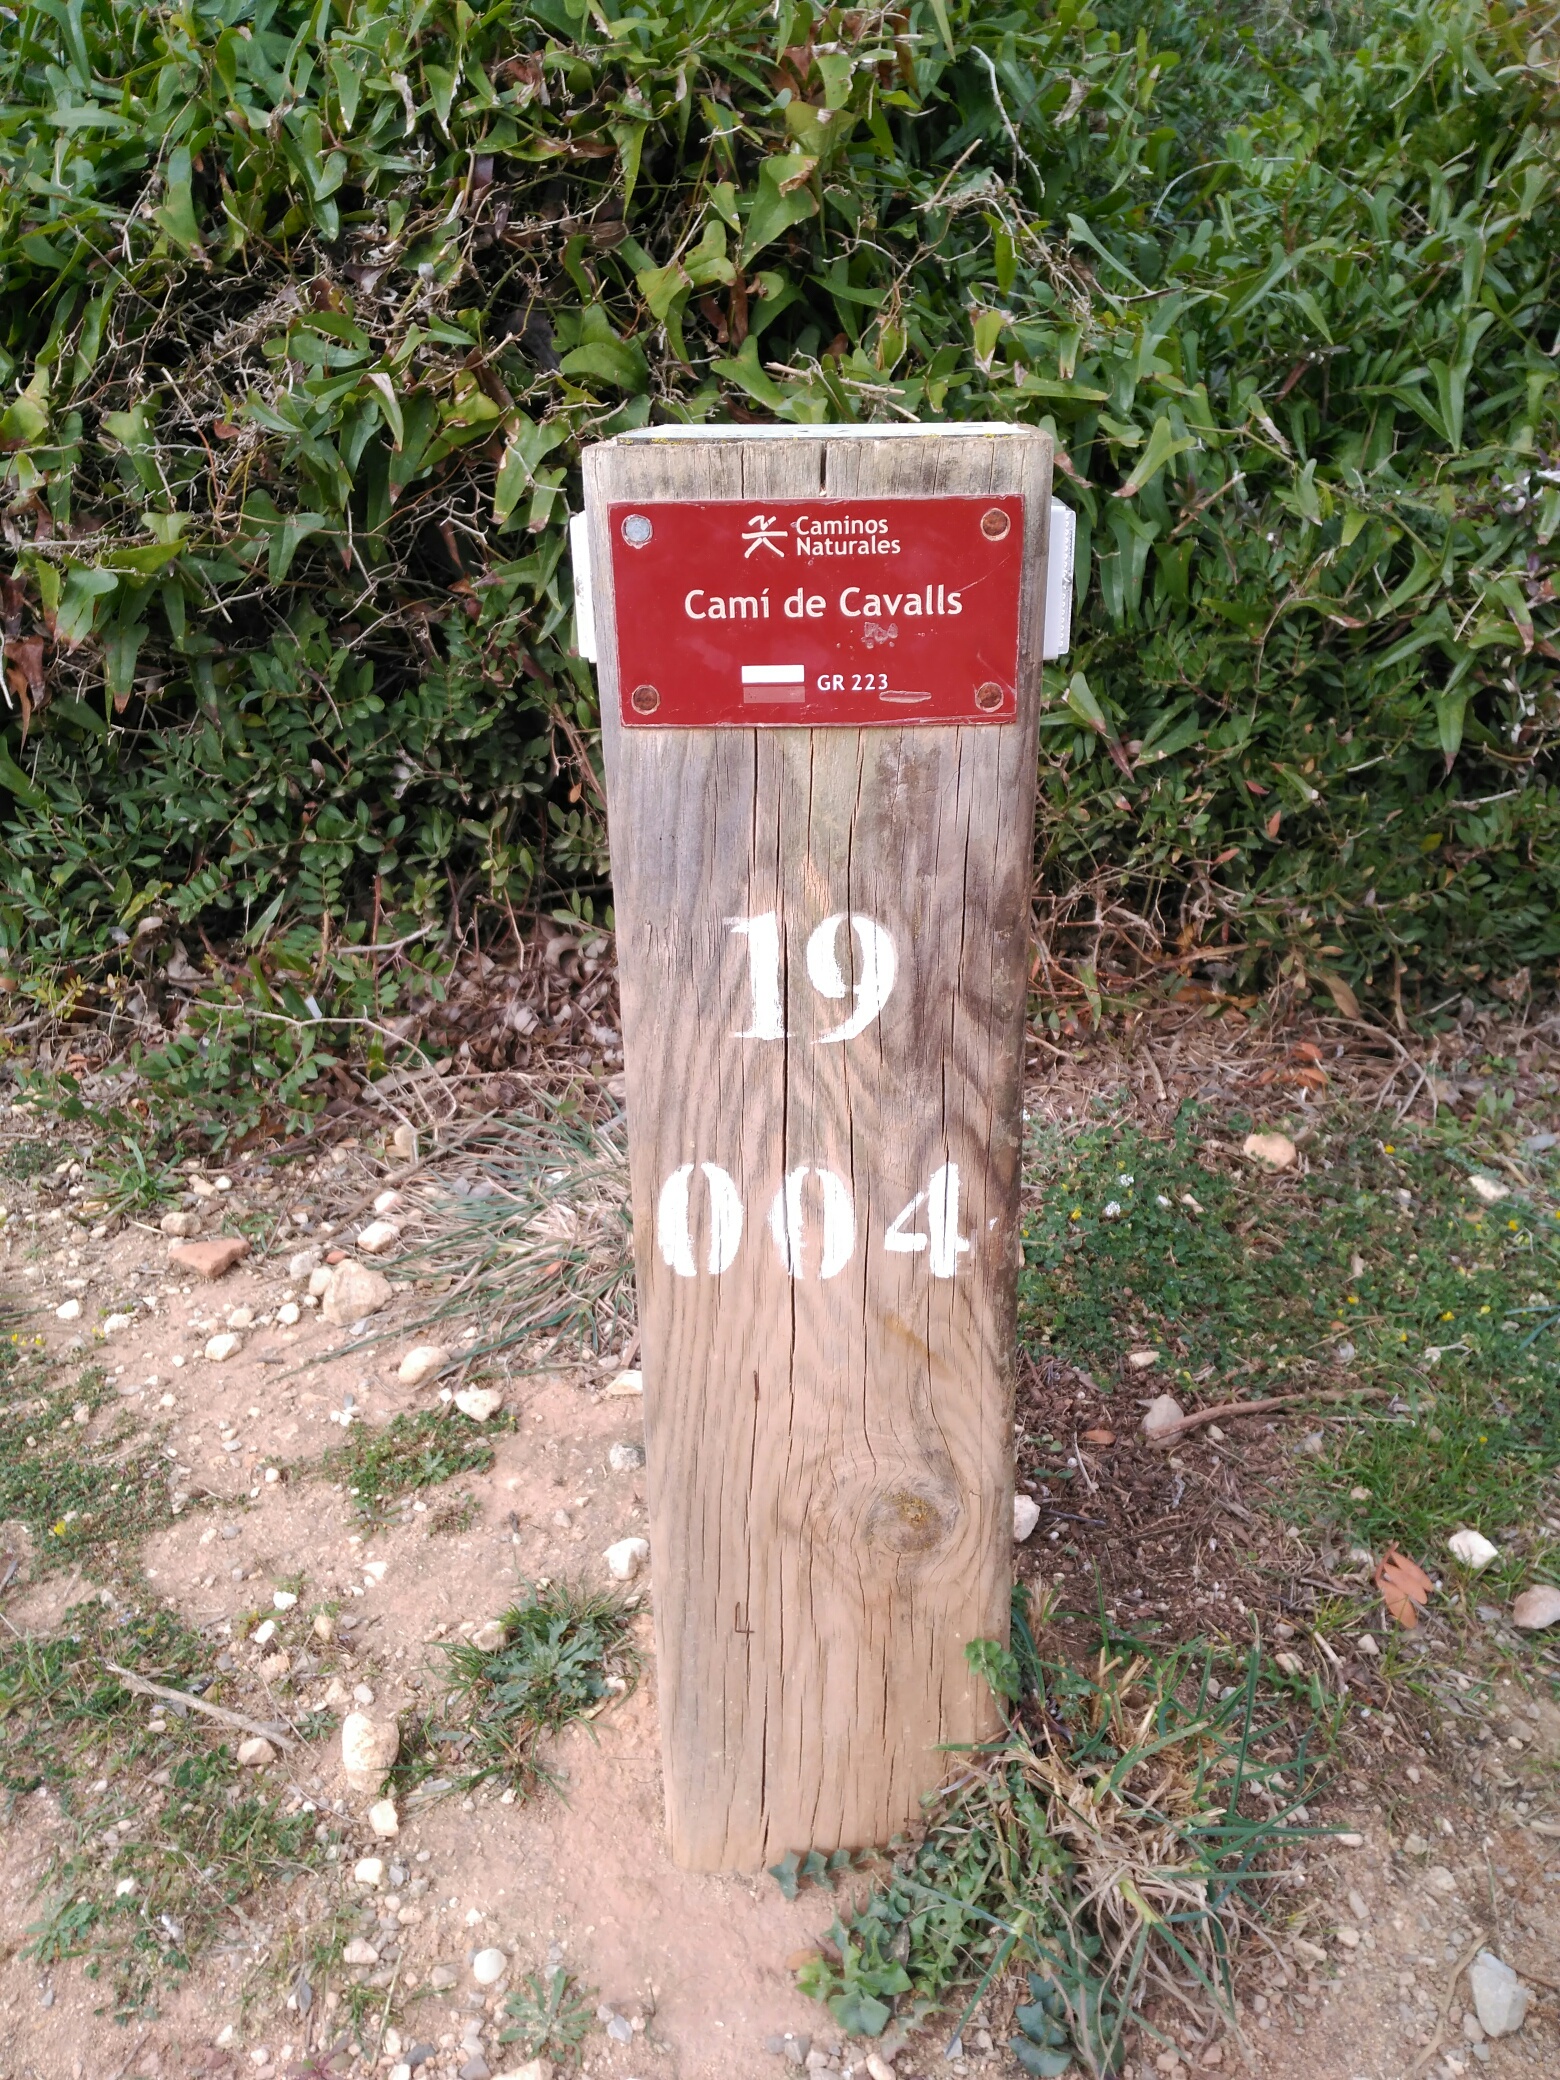 Caminos
Naturales
Camí de Cavalls
GR 223
19
004